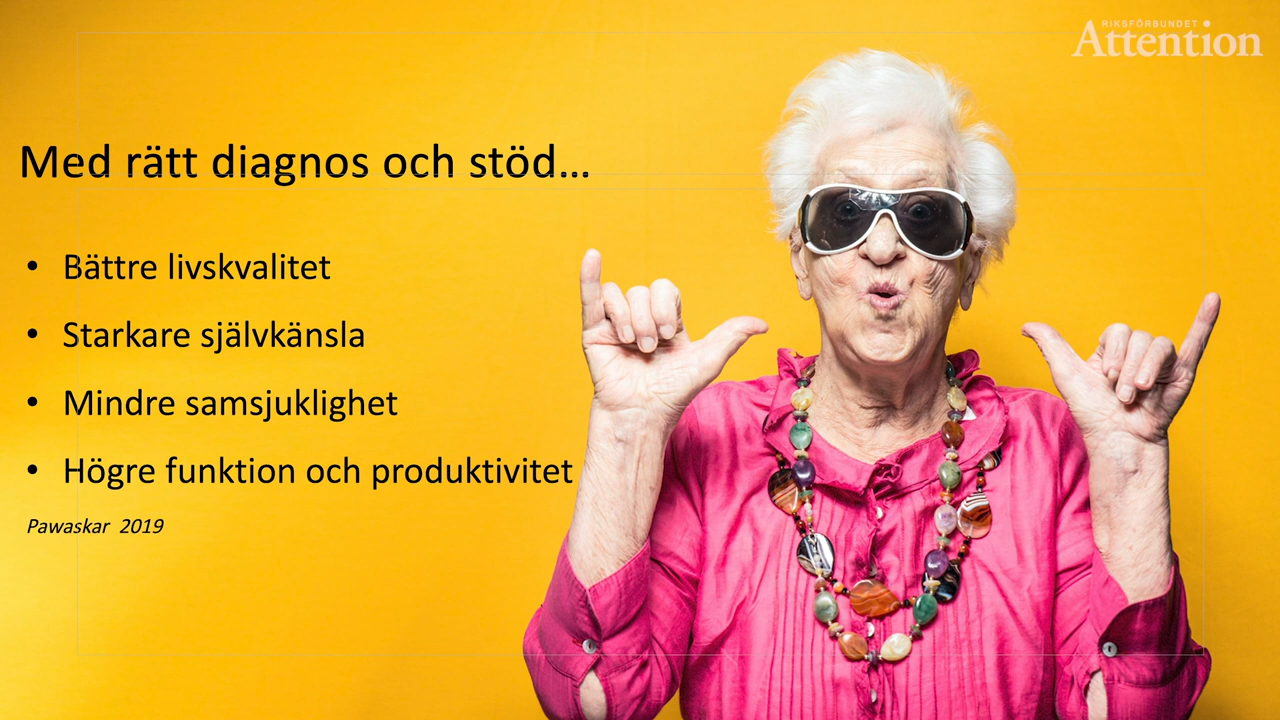 RIKSFÖRBUNDET
Attention
Med rätt diagnos och stöd...
• Bättre livskvalitet
• Starkare självkänsla
• Mindre samsjuklighet
• Högre funktion och produktivitet
Pawaskar 2019